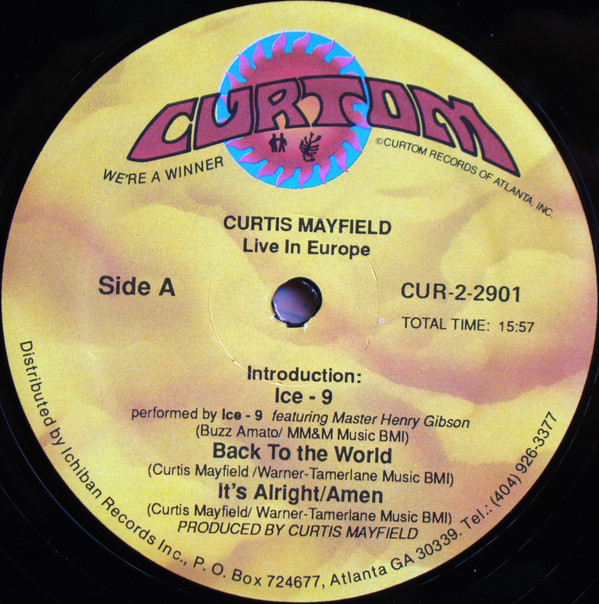 CURTOM
WE'RE A WINNER
©CURTOM RECORDS OF ATLANTA, INC.
CURTIS MAYFIELD
Live In Europe
Side A
CUR-2-2901
TOTAL TIME: 15:57
Introduction:
Ice - 9
performed by Ice - 9 featuring Master Henry Gibson
(Buzz Amato/ MM&M Music BMI)
Back To the World
(Curtis Mayfield /Warner-Tamerlane Music BMI)
It's Alright/Amen
(Curtis Mayfield/ Warner-Tamerlane Music BMI)
PRODUCED BY CURTIS MAYFIELD
Distributed by Ichiban Records Inc., P. O. Box 724677, Atlanta GA 30339. Tel.: (404) 926-3377